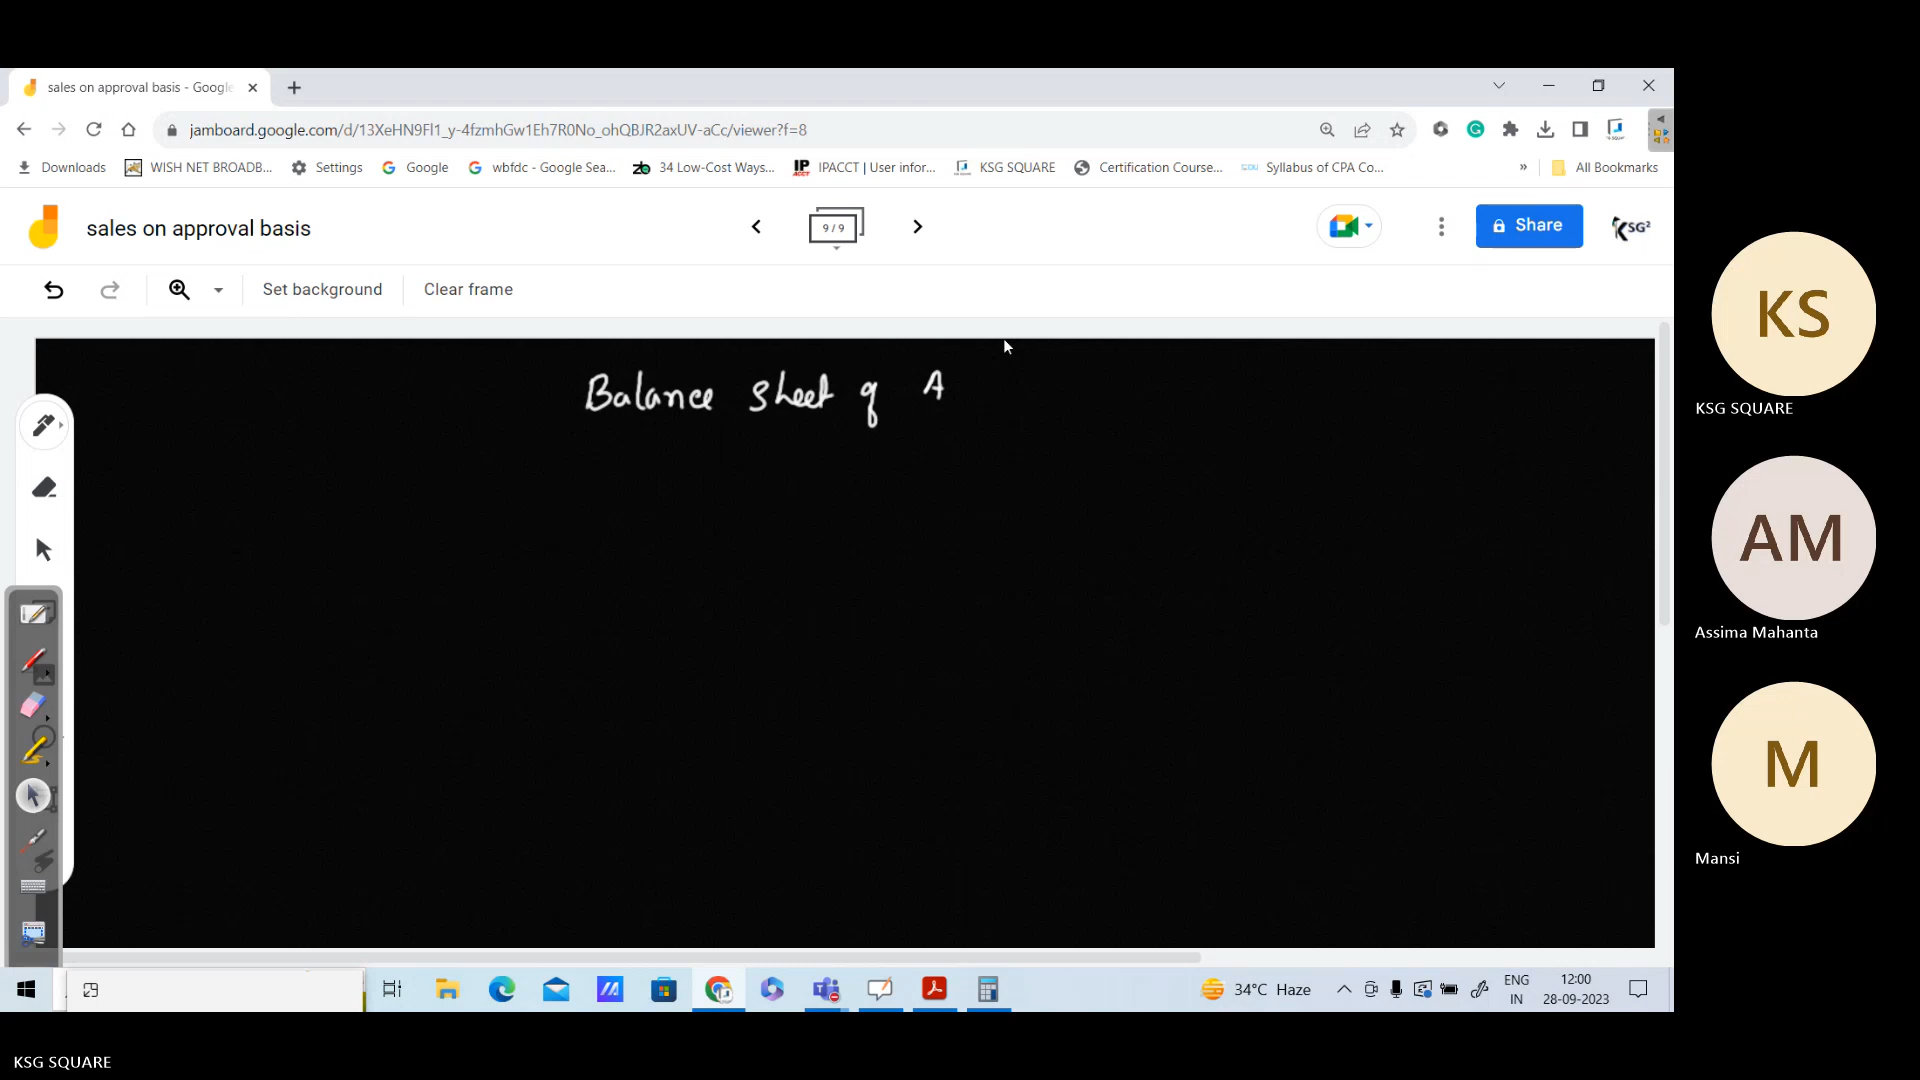 sales on approval basis - Google
jamboard.google.com/d/13XeHN9Fl1_y-4fzmhGw1Eh7R0No_ohQBJR2axUV-aCc/viewer?f=8
Downloads WISH NET BROADB... Settings Google wbfdc - Google Sea... 34 Low-Cost Ways... IPACCT | User infor... KSG SQUARE Certification Course... Syllabus of CPA Co... » All Bookmarks
sales on approval basis 9 / 9 Share KSG²
Set background Clear frame
Balance sheet of A
KS
KSG SQUARE
AM
Assima Mahanta
M
Mansi
34°C Haze ENG IN 12:00 28-09-2023
KSG SQUARE